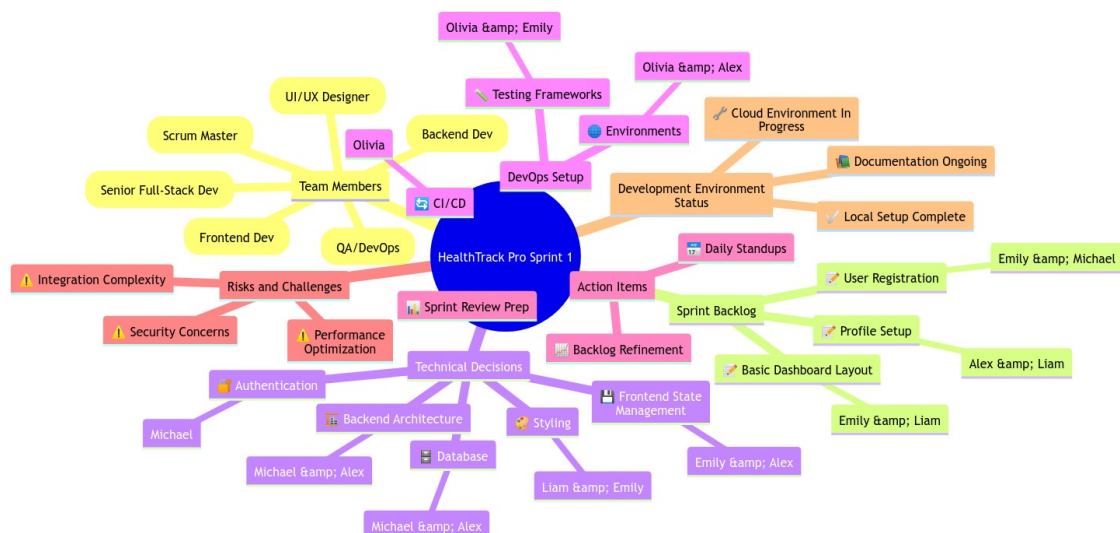 HealthTrack Pro Sprint 1
Team Members
UI/UX Designer
Scrum Master
Backend Dev
Senior Full-Stack Dev
Frontend Dev
QA/DevOps
DevOps Setup
🔄 CI/CD
Olivia
🧪 Testing Frameworks
Olivia &amp; Emily
🌐 Environments
Olivia &amp; Alex
Development Environment
Status
🔧 Cloud Environment In
Progress
📚 Documentation Ongoing
✅ Local Setup Complete
Sprint Backlog
📝 User Registration
Emily &amp; Michael
📝 Profile Setup
Alex &amp; Liam
📝 Basic Dashboard Layout
Emily &amp; Liam
Action Items
📅 Daily Standups
📈 Backlog Refinement
📊 Sprint Review Prep
Risks and Challenges
⚠️ Integration Complexity
⚠️ Security Concerns
⚠️ Performance
Optimization
Technical Decisions
🔐 Authentication
Michael
🏗️ Backend Architecture
Michael &amp; Alex
🗄️ Database
Michael &amp; Alex
🎨 Styling
Liam &amp; Emily
💾 Frontend State
Management
Emily &amp; Alex